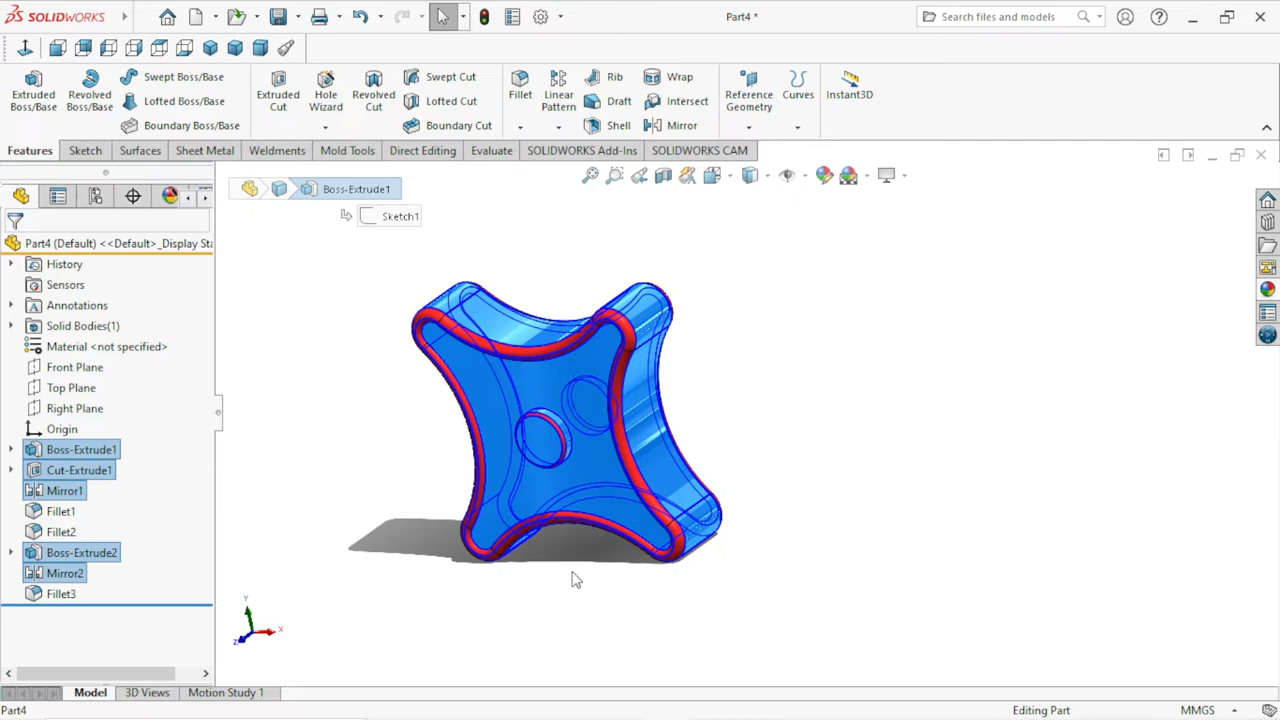 SOLIDWORKS
Part4 *
Search files and models
Extruded Boss/Base
Revolved Boss/Base
Swept Boss/Base
Lofted Boss/Base
Boundary Boss/Base
Extruded Cut
Hole Wizard
Revolved Cut
Swept Cut
Lofted Cut
Boundary Cut
Fillet
Linear Pattern
Rib
Draft
Shell
Wrap
Intersect
Mirror
Reference Geometry
Curves
Instant3D
Features
Sketch
Surfaces
Sheet Metal
Weldments
Mold Tools
Direct Editing
Evaluate
SOLIDWORKS Add-Ins
SOLIDWORKS CAM
Boss-Extrude1
Sketch1
Part4 (Default) <<Default>_Display Sta
History
Sensors
Annotations
Solid Bodies(1)
Material <not specified>
Front Plane
Top Plane
Right Plane
Origin
Boss-Extrude1
Cut-Extrude1
Mirror1
Fillet1
Fillet2
Boss-Extrude2
Mirror2
Fillet3
Y
X
Z
Model
3D Views
Motion Study 1
Part4
Editing Part
MMGS